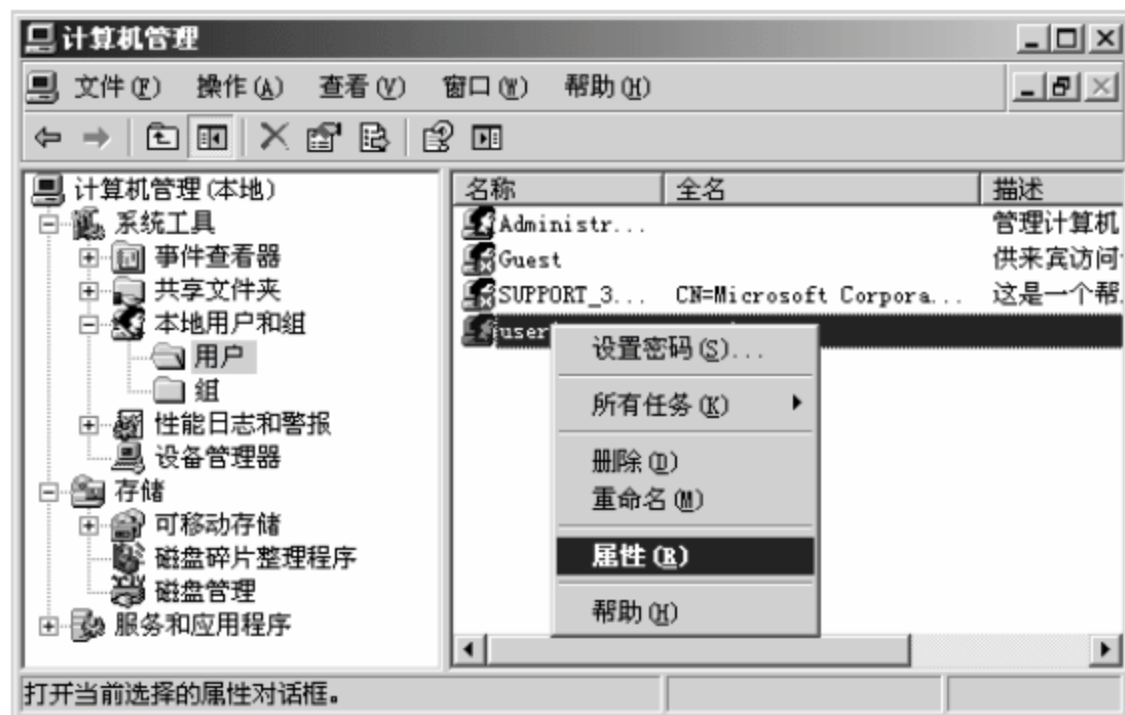 计算机管理
文件(F) 操作(A) 查看(V) 窗口(W) 帮助(H)
计算机管理(本地)
系统工具
事件查看器
共享文件夹
本地用户和组
用户
组
性能日志和警报
设备管理器
存储
可移动存储
磁盘碎片整理程序
磁盘管理
服务和应用程序
名称 全名 描述
Administr... 管理计算机
Guest 供来宾访问
SUPPORT_3... CN=Microsoft Corpora... 这是一个帮
user
设置密码(S)...
所有任务(K)
删除(D)
重命名(M)
属性(R)
帮助(H)
打开当前选择的属性对话框。